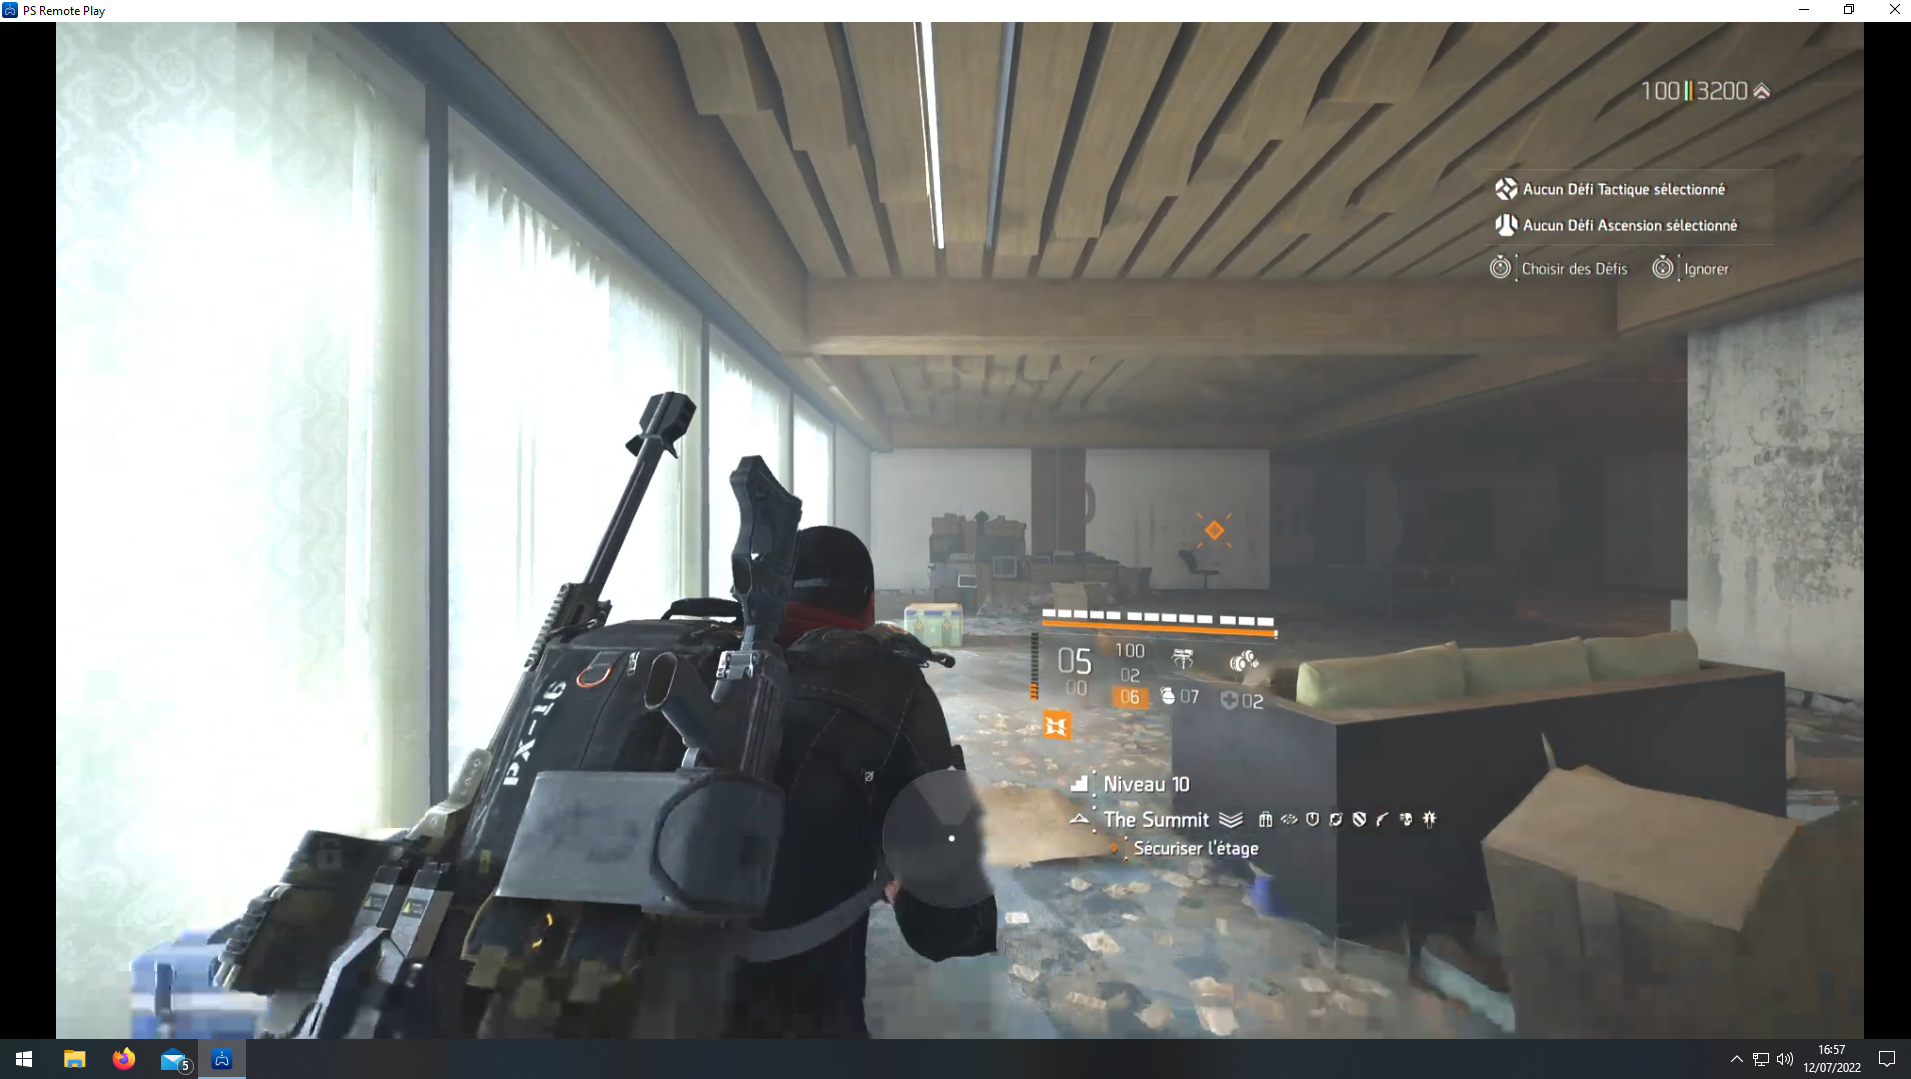 PS Remote Play
100 3200
Aucun Défi Tactique sélectionné
Aucun Défi Ascension sélectionné
Choisir des Défis Ignorer
05 100
00 02
06 07 02
Niveau 10
The Summit
Sécuriser l'étage
5
16:57
12/07/2022